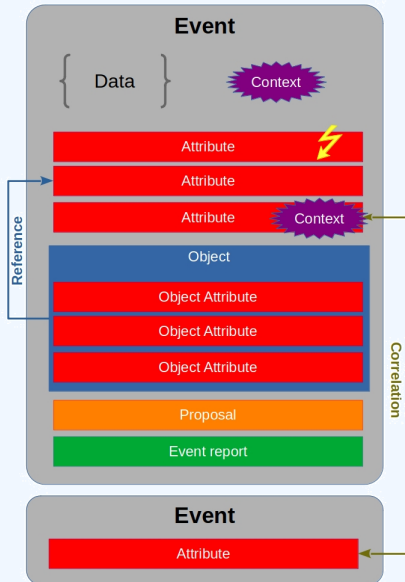 Event
{ Data }
Context
Attribute
Attribute
Attribute
Context
Reference
Object
Object Attribute
Object Attribute
Object Attribute
Correlation
Proposal
Event report
Event
Attribute